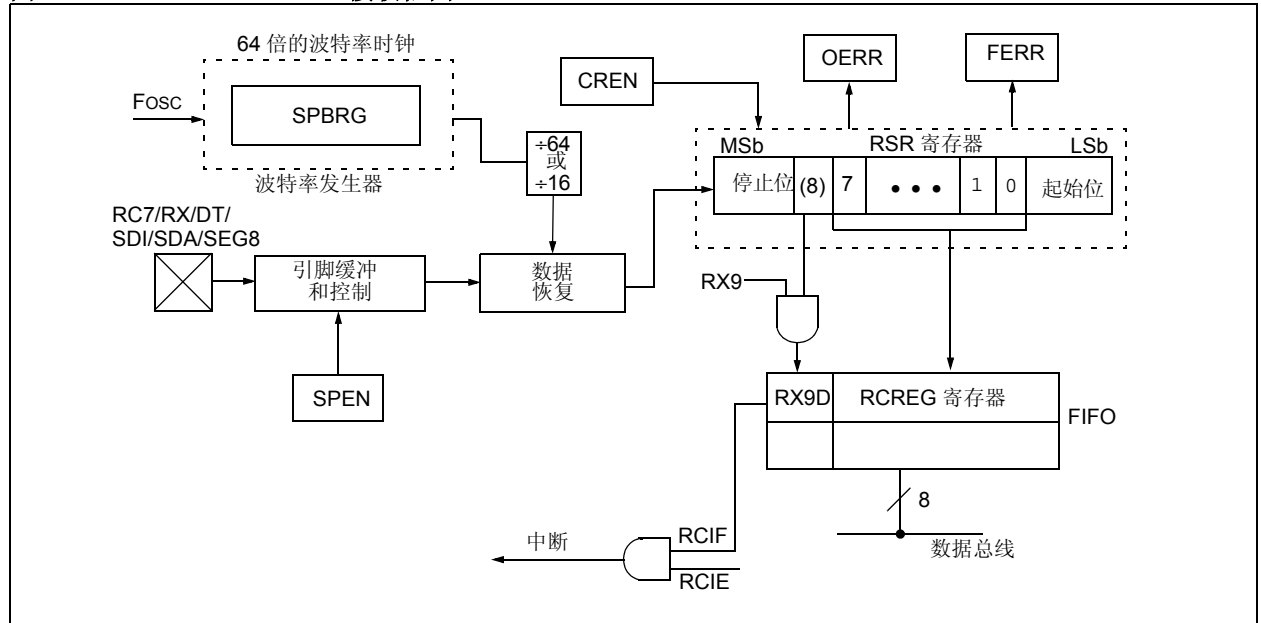 64 倍的波特率时钟
FOSC
SPBRG
波特率发生器
÷64
或
÷16
CREN
OERR
FERR
MSb
RSR 寄存器
LSb
停止位
(8)
7
• • •
1
0
起始位
RC7/RX/DT/
SDI/SDA/SEG8
引脚缓冲
和控制
数据
恢复
RX9
SPEN
RX9D
RCREG 寄存器
FIFO
8
数据总线
中断
RCIF
RCIE